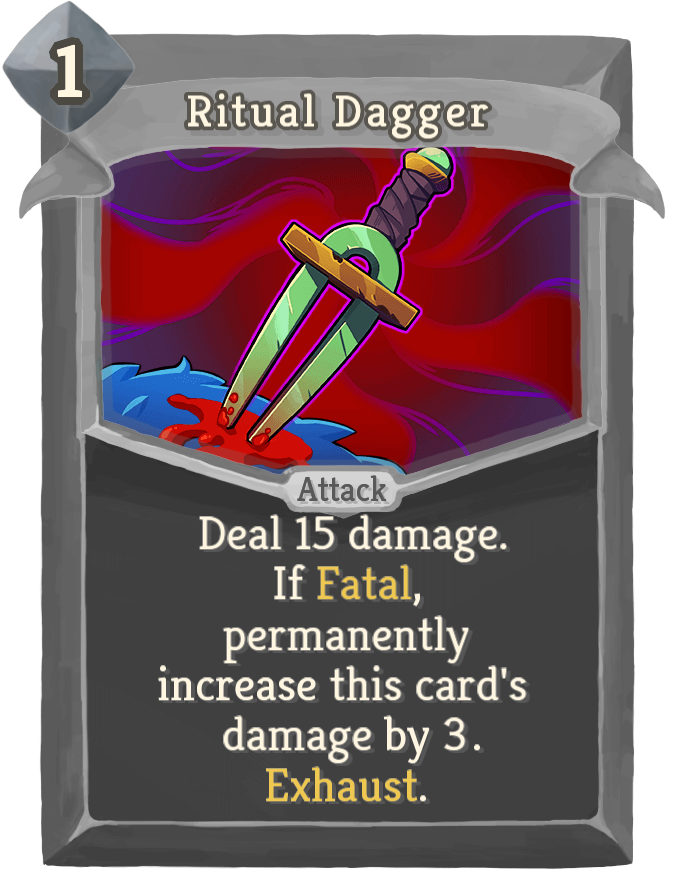 1
Ritual Dagger
Attack
Deal 15 damage.
If Fatal,
permanently
increase this card's
damage by 3.
Exhaust.